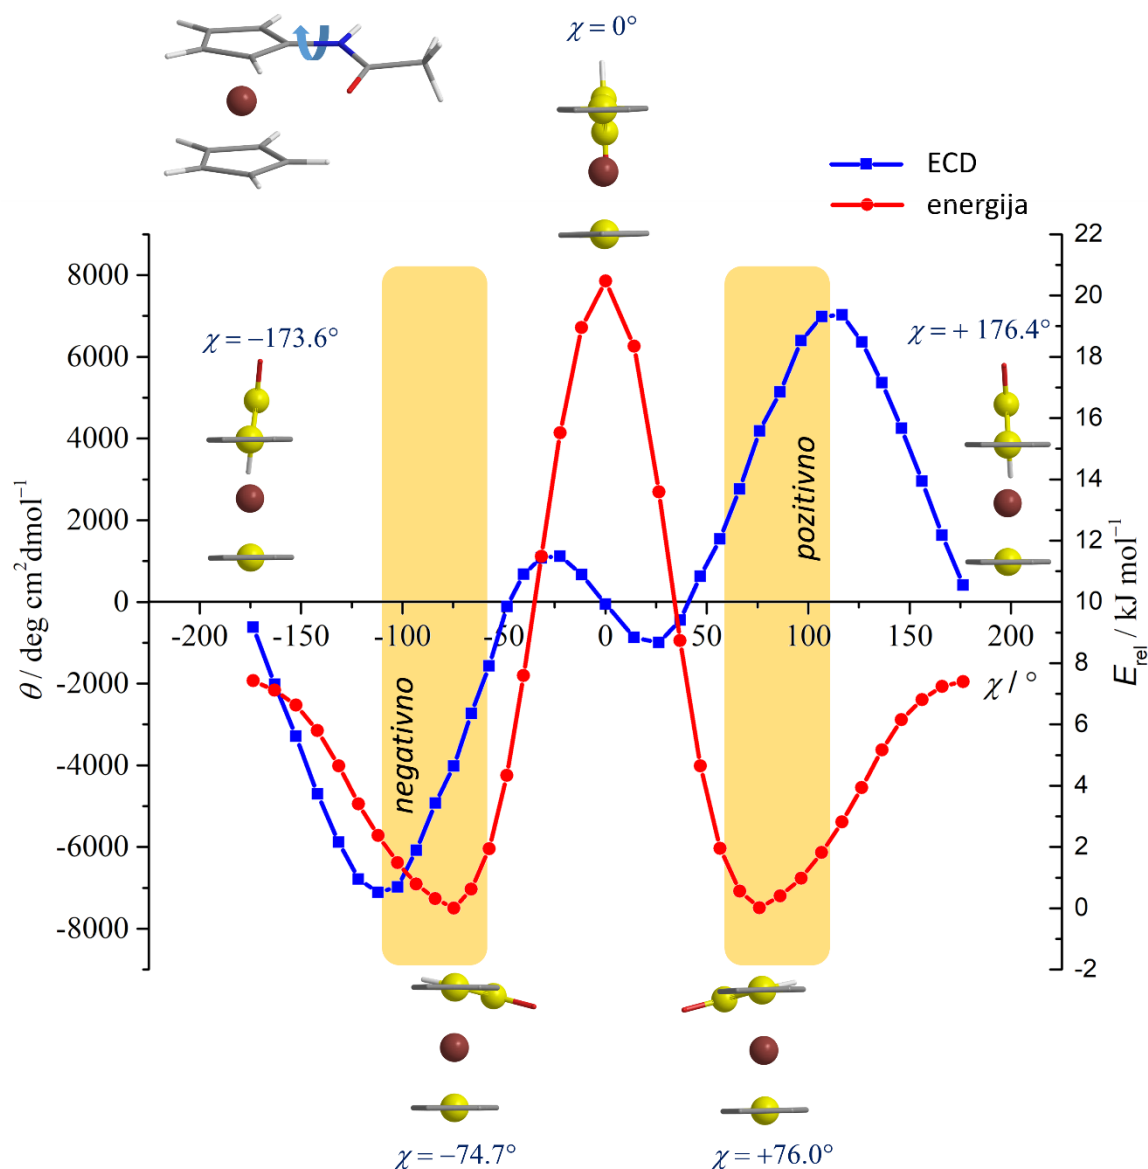 χ = 0°
ECD
energija
χ = −173.6°
χ = + 176.4°
8000
6000
4000
2000
0
-2000
-4000
-6000
-8000
θ / deg cm² dmol⁻¹
22
20
18
16
14
12
10
8
6
4
2
0
-2
E_rel / kJ mol⁻¹
-200
-150
-100
-50
0
50
100
150
200
χ / °
negativno
pozitivno
χ = −74.7°
χ = +76.0°